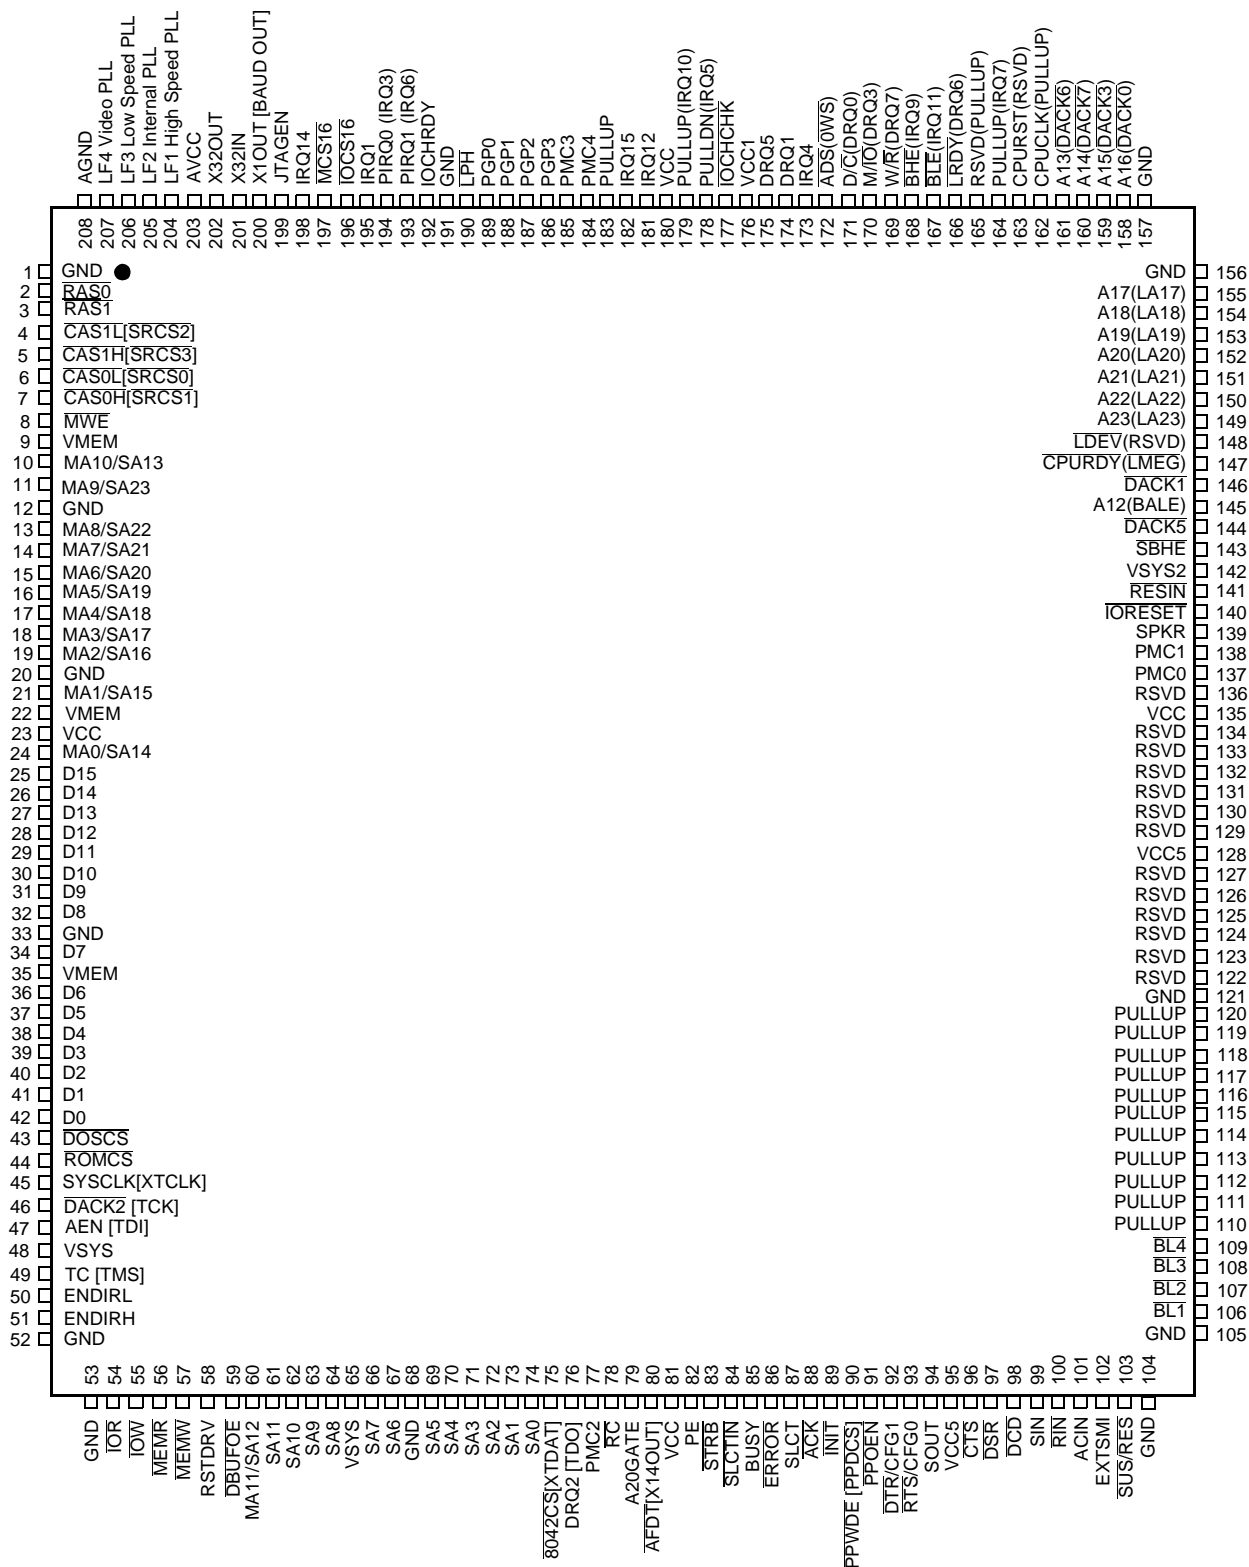 AGND
LF4 Video PLL
LF3 Low Speed PLL
LF2 Internal PLL
LF1 High Speed PLL
AVCC
X32OUT
X32IN
X1OUT [BAUD OUT]
JTAGEN
IRQ14
MCS16
IOCS16
IRQ1
PIRQ0 (IRQ3)
PIRQ1 (IRQ6)
IOCHRDY
GND
LPH
PGP0
PGP1
PGP2
PGP3
PMC3
PMC4
PULLUP
IRQ15
IRQ12
VCC
PULLUP(IRQ10)
PULLDN(IRQ5)
IOCHCHK
VCC1
DRQ5
DRQ1
IRQ4
ADS(0WS)
D/C(DRQ0)
M/IO(DRQ3)
W/R(DRQ7)
BHE(IRQ9)
BLE(IRQ11)
LRDY(DRQ6)
RSVD(PULLUP)
PULLUP(IRQ7)
CPURST(RSVD)
CPUCLK(PULLUP)
A13(DACK6)
A14(DACK7)
A15(DACK3)
A16(DACK0)
GND
208
207
206
205
204
203
202
201
200
199
198
197
196
195
194
193
192
191
190
189
188
187
186
185
184
183
182
181
180
179
178
177
176
175
174
173
172
171
170
169
168
167
166
165
164
163
162
161
160
159
158
157
1 GND
2 RAS0
3 RAS1
4 CAS1L[SRCS2]
5 CAS1H[SRCS3]
6 CAS0L[SRCS0]
7 CAS0H[SRCS1]
8 MWE
9 VMEM
10 MA10/SA13
11 MA9/SA23
12 GND
13 MA8/SA22
14 MA7/SA21
15 MA6/SA20
16 MA5/SA19
17 MA4/SA18
18 MA3/SA17
19 MA2/SA16
20 GND
21 MA1/SA15
22 VMEM
23 VCC
24 MA0/SA14
25 D15
26 D14
27 D13
28 D12
29 D11
30 D10
31 D9
32 D8
33 GND
34 D7
35 VMEM
36 D6
37 D5
38 D4
39 D3
40 D2
41 D1
42 D0
43 DOSCS
44 ROMCS
45 SYSCLK[XTCLK]
46 DACK2 [TCK]
47 AEN [TDI]
48 VSYS
49 TC [TMS]
50 ENDIRL
51 ENDIRH
52 GND
GND 156
A17(LA17) 155
A18(LA18) 154
A19(LA19) 153
A20(LA20) 152
A21(LA21) 151
A22(LA22) 150
A23(LA23) 149
LDEV(RSVD) 148
CPURDY(LMEG) 147
DACK1 146
A12(BALE) 145
DACK5 144
SBHE 143
VSYS2 142
RESIN 141
IORESET 140
SPKR 139
PMC1 138
PMC0 137
RSVD 136
VCC 135
RSVD 134
RSVD 133
RSVD 132
RSVD 131
RSVD 130
RSVD 129
VCC5 128
RSVD 127
RSVD 126
RSVD 125
RSVD 124
RSVD 123
RSVD 122
GND 121
PULLUP 120
PULLUP 119
PULLUP 118
PULLUP 117
PULLUP 116
PULLUP 115
PULLUP 114
PULLUP 113
PULLUP 112
PULLUP 111
PULLUP 110
BL4 109
BL3 108
BL2 107
BL1 106
GND 105
53
54
55
56
57
58
59
60
61
62
63
64
65
66
67
68
69
70
71
72
73
74
75
76
77
78
79
80
81
82
83
84
85
86
87
88
89
90
91
92
93
94
95
96
97
98
99
100
101
102
103
104
GND
IOR
IOW
MEMR
MEMW
RSTDRV
DBUFOE
MA11/SA12
SA11
SA10
SA9
SA8
VSYS
SA7
SA6
GND
SA5
SA4
SA3
SA2
SA1
SA0
8042CS[XTDAT]
DRQ2 [TDO]
PMC2
RC
A20GATE
AFDT[X14OUT]
VCC
PE
STRB
SLCTIN
BUSY
ERROR
SLCT
ACK
INIT
PPWDE [PPDCS]
PPOEN
DTR/CFG1
RTS/CFG0
SOUT
VCC5
CTS
DSR
DCD
SIN
RIN
ACIN
EXTSMI
SUS/RES
GND